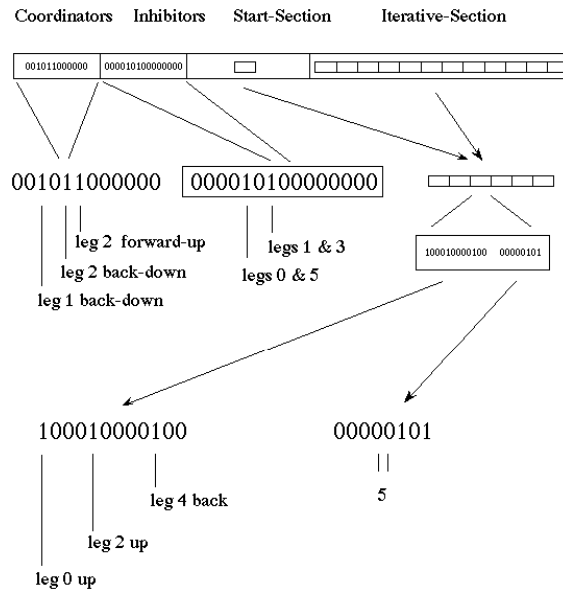 Coordinators Inhibitors Start-Section Iterative-Section
001011000000 000010100000000
001011000000 000010100000000
leg 2 forward-up legs 1 & 3
leg 2 back-down legs 0 & 5
leg 1 back-down
100010000100 00000101
100010000100 00000101
leg 4 back 5
leg 2 up
leg 0 up